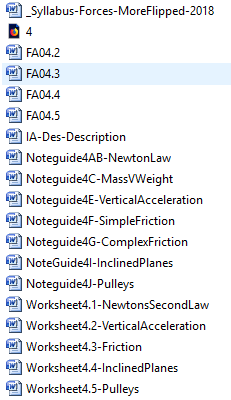 _Syllabus-Forces-MoreFlipped-2018
4
FA04.2
FA04.3
FA04.4
FA04.5
IA-Des-Description
Noteguide4AB-NewtonLaw
Noteguide4C-MassVWeight
Noteguide4E-VerticalAcceleration
Noteguide4F-SimpleFriction
Noteguide4G-ComplexFriction
NoteGuide4I-InclinedPlanes
Noteguide4J-Pulleys
Worksheet4.1-NewtonsSecondLaw
Worksheet4.2-VerticalAcceleration
Worksheet4.3-Friction
Worksheet4.4-InclinedPlanes
Worksheet4.5-Pulleys